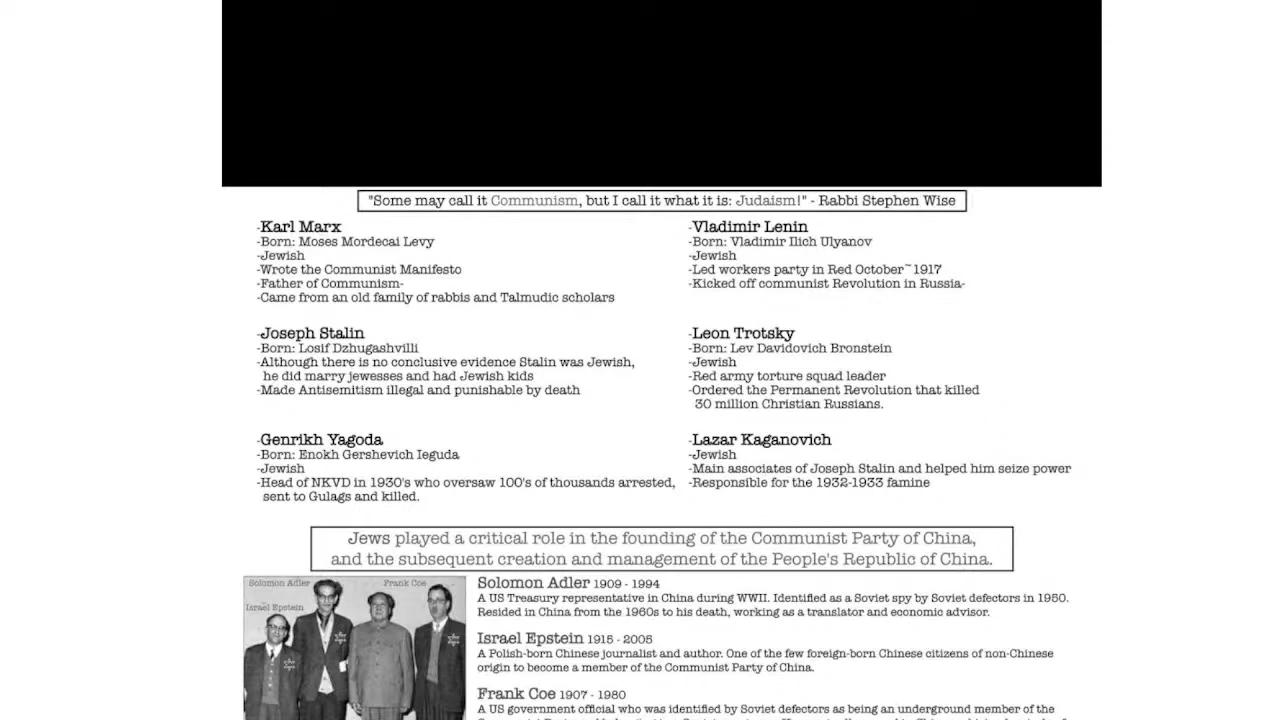 "Some may call it Communism, but I call it what it is: Judaism!" - Rabbi Stephen Wise
-Karl Marx
-Born: Moses Mordecai Levy
-Jewish
-Wrote the Communist Manifesto
-Father of Communism-
-Came from an old family of rabbis and Talmudic scholars
-Vladimir Lenin
-Born: Vladimir Ilich Ulyanov
-Jewish
-Led workers party in Red October~1917
-Kicked off communist Revolution in Russia-
-Joseph Stalin
-Born: Losif Dzhugashvilli
-Although there is no conclusive evidence Stalin was Jewish,
he did marry jewesses and had Jewish kids
-Made Antisemitism illegal and punishable by death
-Leon Trotsky
-Born: Lev Davidovich Bronstein
-Jewish
-Red army torture squad leader
-Ordered the Permanent Revolution that killed
30 million Christian Russians.
-Genrikh Yagoda
-Born: Enokh Gershevich Ieguda
-Jewish
-Head of NKVD in 1930's who oversaw 100's of thousands arrested,
sent to Gulags and killed.
-Lazar Kaganovich
-Jewish
-Main associates of Joseph Stalin and helped him seize power
-Responsible for the 1932-1933 famine
Jews played a critical role in the founding of the Communist Party of China,
and the subsequent creation and management of the People's Republic of China.
Solomon Adler
Frank Coe
Israel Epstein
Solomon Adler 1909 - 1994
A US Treasury representative in China during WWII. Identified as a Soviet spy by Soviet defectors in 1950.
Resided in China from the 1960s to his death, working as a translator and economic advisor.
Israel Epstein 1915 - 2005
A Polish-born Chinese journalist and author. One of the few foreign-born Chinese citizens of non-Chinese
origin to become a member of the Communist Party of China.
Frank Coe 1907 - 1980
A US government official who was identified by Soviet defectors as being an underground member of the